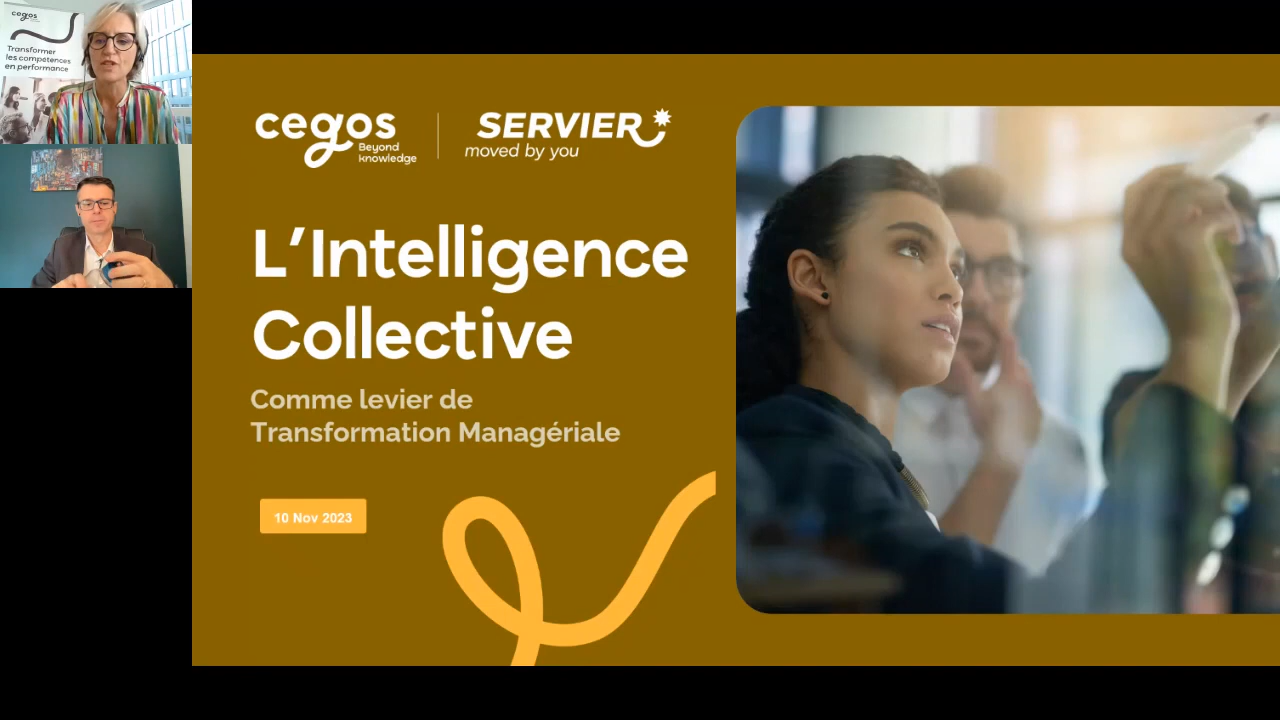 cegos
Transformer
les compétences
en performance
cegos
Beyond
knowledge
SERVIER
moved by you
L’Intelligence
Collective
Comme levier de
Transformation Managériale
10 Nov 2023